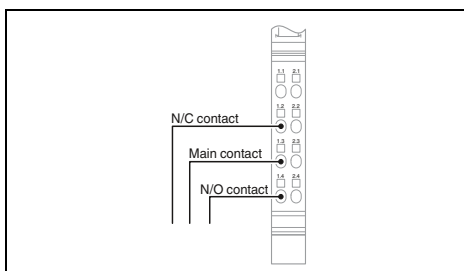 1.1 2.1
1.2 2.2
N/C contact
1.3 2.3
Main contact
1.4 2.4
N/O contact